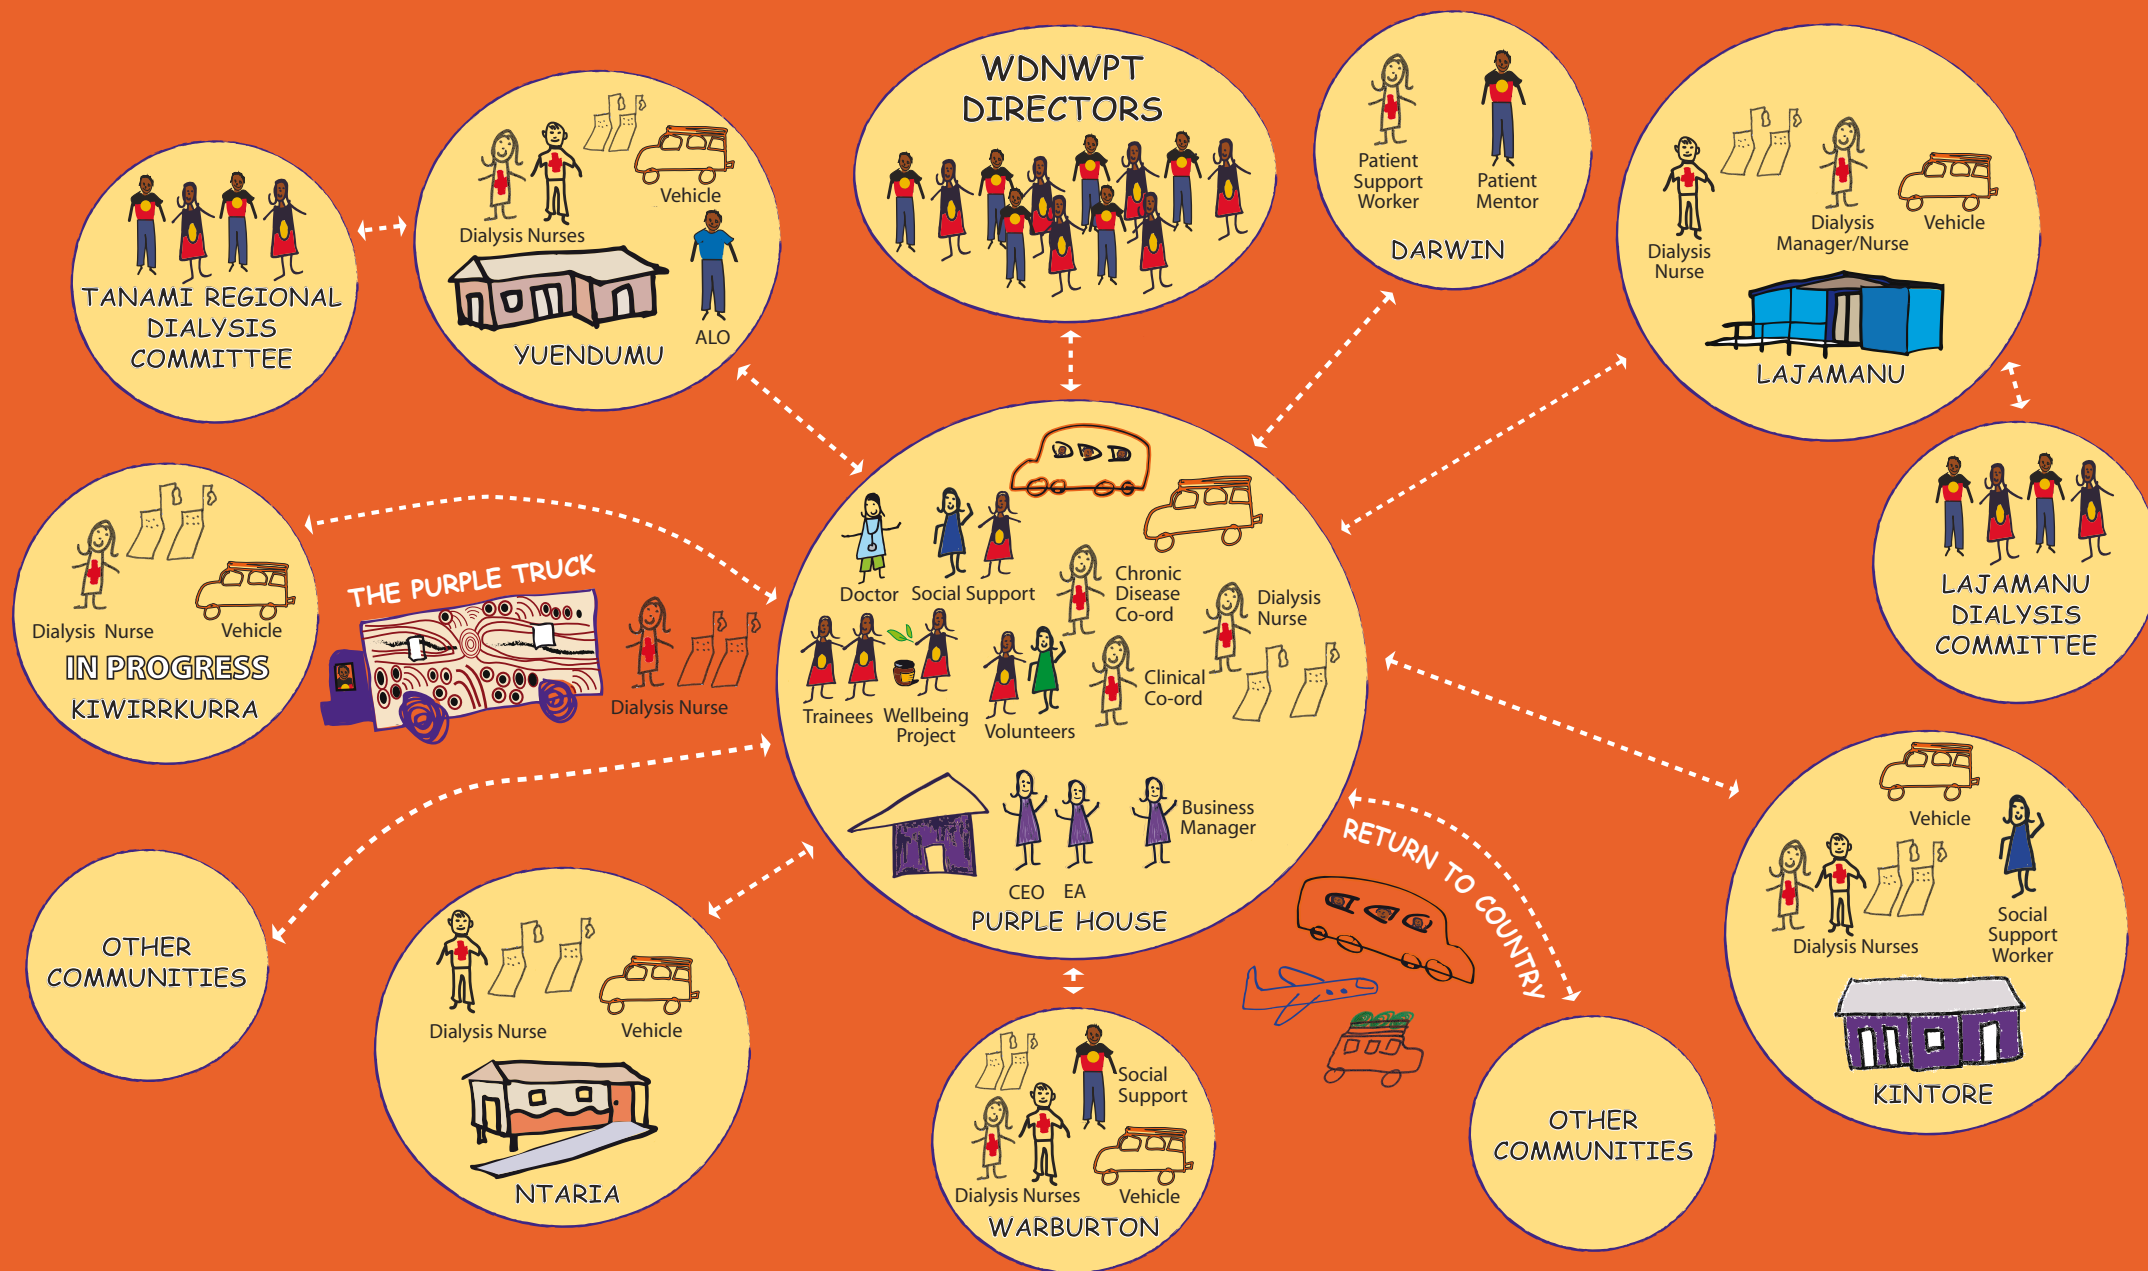 WDNWPT
DIRECTORS
Patient
Support
Worker
Patient
Mentor
DARWIN
Dialysis
Nurse
Dialysis
Manager/Nurse
Vehicle
LAJAMANU
Dialysis Nurses
Vehicle
ALO
YUENDUMU
TANAMI REGIONAL
DIALYSIS
COMMITTEE
LAJAMANU
DIALYSIS
COMMITTEE
Dialysis Nurse
Vehicle
IN PROGRESS
KIWIRRKURRA
THE PURPLE TRUCK
Dialysis Nurse
Doctor
Social Support
Chronic
Disease
Co-ord
Dialysis
Nurse
Trainees
Wellbeing
Project
Volunteers
Clinical
Co-ord
Business
Manager
CEO
EA
PURPLE HOUSE
RETURN TO COUNTRY
Vehicle
Dialysis Nurses
Social
Support
Worker
KINTORE
OTHER
COMMUNITIES
Dialysis Nurse
Vehicle
NTARIA
Social
Support
Dialysis Nurses
Vehicle
WARBURTON
OTHER
COMMUNITIES